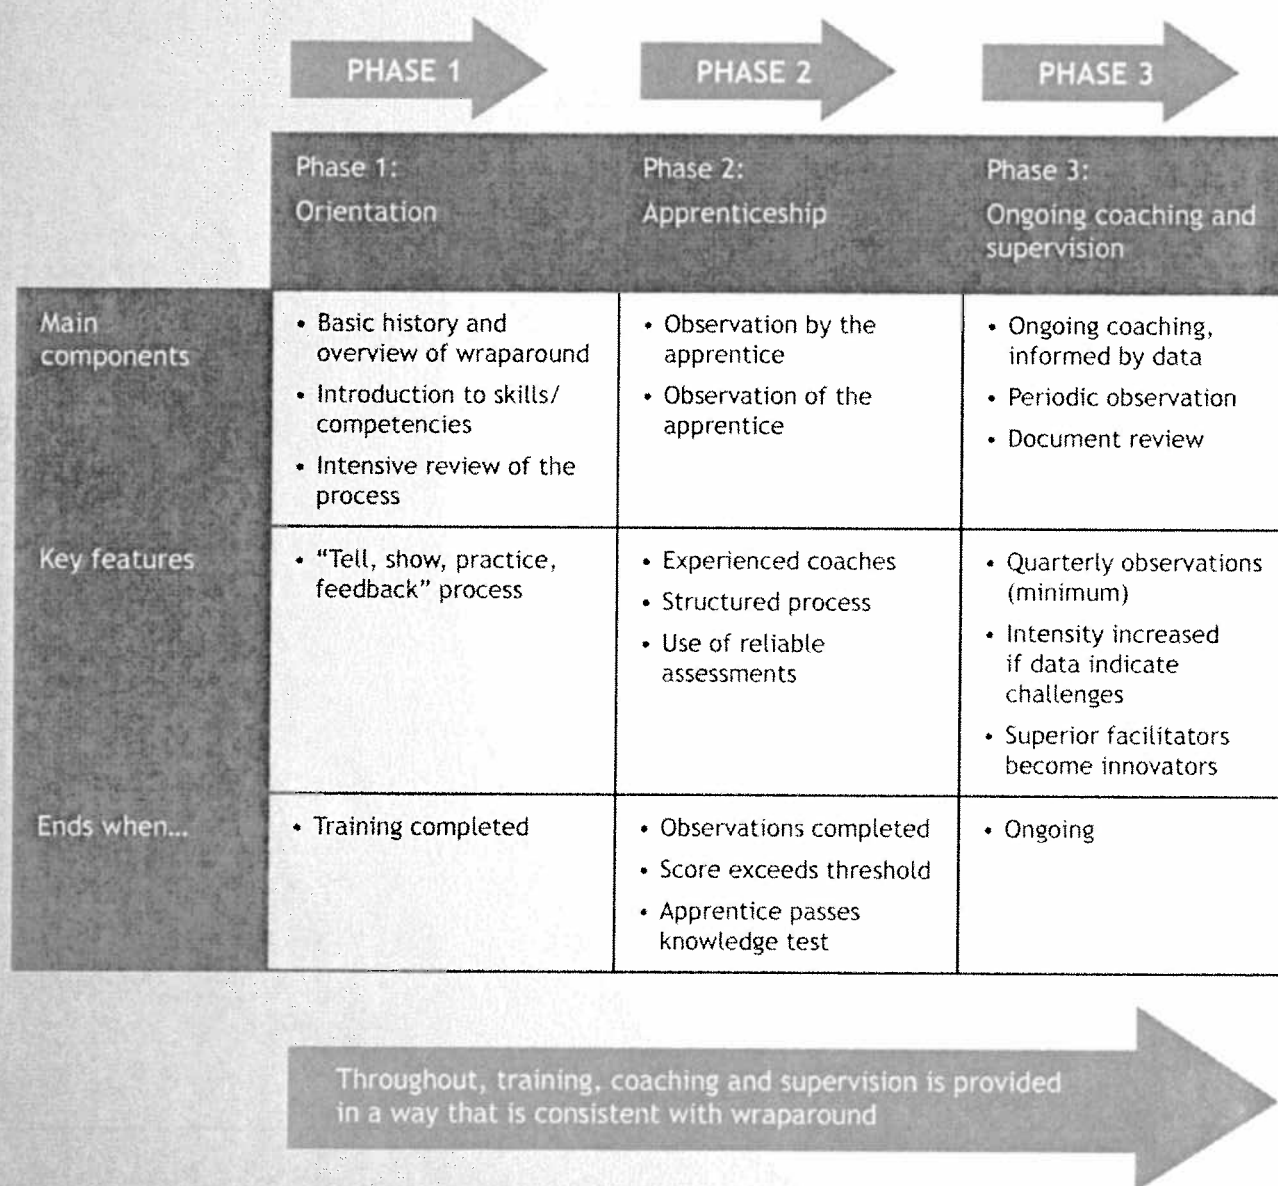 PHASE 1
PHASE 2
PHASE 3
Phase 1:
Orientation
Phase 2:
Apprenticeship
Phase 3:
Ongoing coaching and
supervision
Main
components
• Basic history and
overview of wraparound
• Introduction to skills/
competencies
• Intensive review of the
process
• Observation by the
apprentice
• Observation of the
apprentice
• Ongoing coaching,
informed by data
• Periodic observation
• Document review
Key features
• “Tell, show, practice,
feedback” process
• Experienced coaches
• Structured process
• Use of reliable
assessments
• Quarterly observations
(minimum)
• Intensity increased
if data indicate
challenges
• Superior facilitators
become innovators
Ends when...
• Training completed
• Observations completed
• Score exceeds threshold
• Apprentice passes
knowledge test
• Ongoing
Throughout, training, coaching and supervision is provided
in a way that is consistent with wraparound